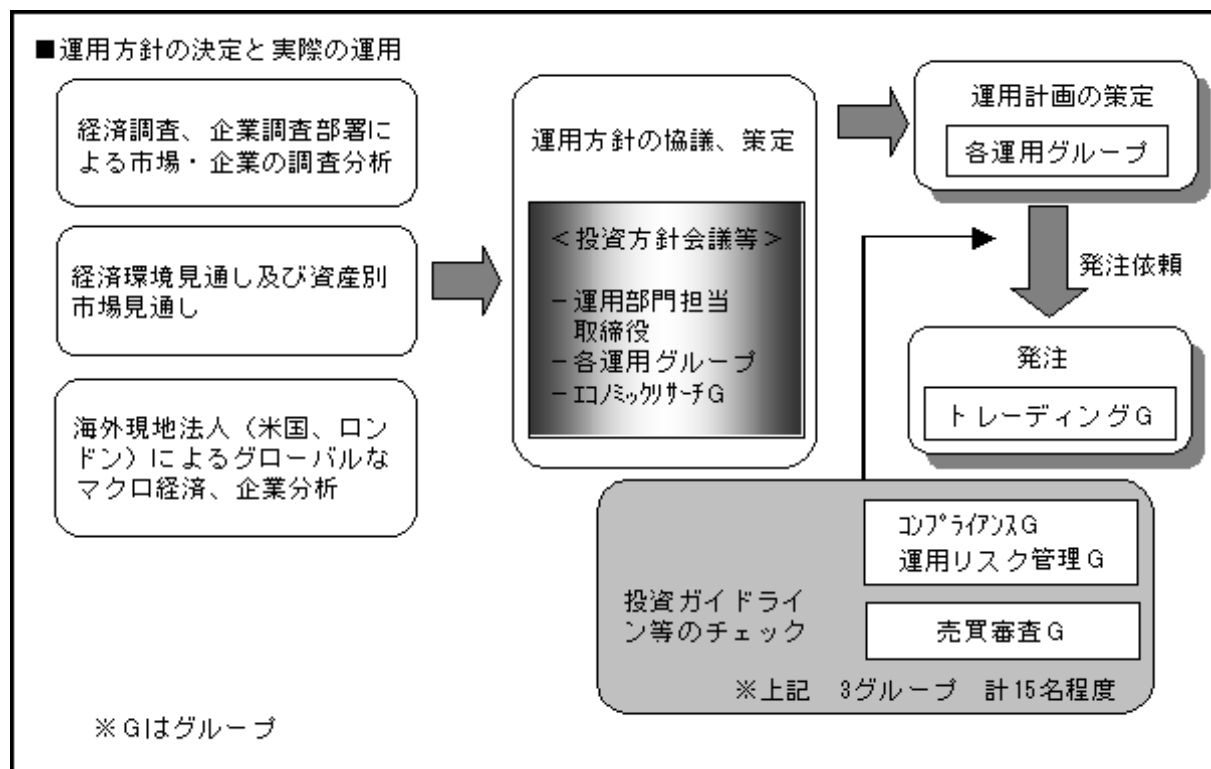 ■運用方針の決定と実際の運用
経済調査、企業調査部署に
よる市場・企業の調査分析
経済環境見通し及び資産別
市場見通し
海外現地法人（米国、ロン
ドン）によるグローバルな
マクロ経済、企業分析
運用方針の協議、策定
＜投資方針会議等＞
－運用部門担当
取締役
－各運用グループ
－ｴｺﾉﾐｯｸﾘｻｰﾁＧ
運用計画の策定
各運用グループ
発注依頼
発注
トレーディングＧ
投資ガイドライ
ン等のチェック
ｺﾝﾌﾟﾗｲｱﾝｽＧ
運用リスク管理Ｇ
売買審査Ｇ
※上記　3グループ　計15名程度
※Ｇはグループ